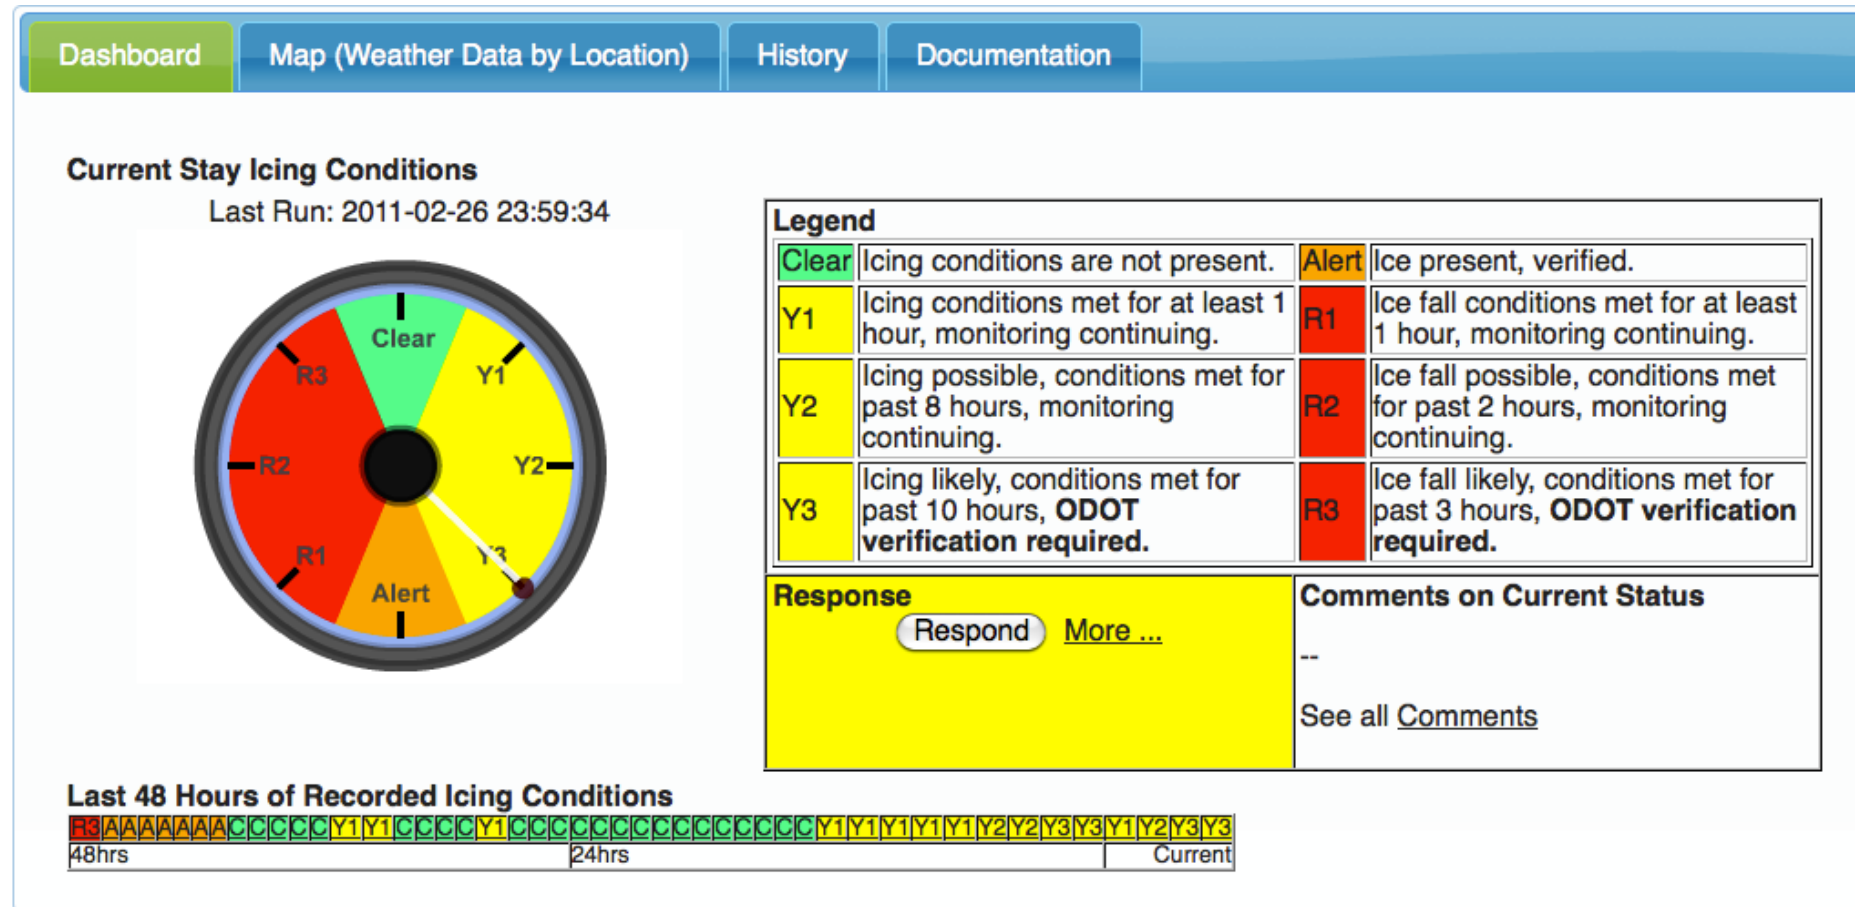 Dashboard
Map (Weather Data by Location)
History
Documentation
Current Stay Icing Conditions
Last Run: 2011-02-26 23:59:34
Clear
Y1
Y2
Y3
Alert
R1
R2
R3
Legend
Clear Icing conditions are not present.
Alert Ice present, verified.
Y1 Icing conditions met for at least 1
hour, monitoring continuing.
R1 Ice fall conditions met for at least
1 hour, monitoring continuing.
Y2 Icing possible, conditions met for
past 8 hours, monitoring
continuing.
R2 Ice fall possible, conditions met
for past 2 hours, monitoring
continuing.
Y3 Icing likely, conditions met for
past 10 hours, ODOT
verification required.
R3 Ice fall likely, conditions met for
past 3 hours, ODOT verification
required.
Response
Respond More ...
Comments on Current Status
--
See all Comments
Last 48 Hours of Recorded Icing Conditions
R3 A A A A A A A C C C C C Y1 Y1 C C C C Y1 C C C C C C C C C C C C C C C Y1 Y1 Y1 Y1 Y1 Y2 Y2 Y3 Y3 Y1 Y2 Y3 Y3
48hrs 24hrs Current